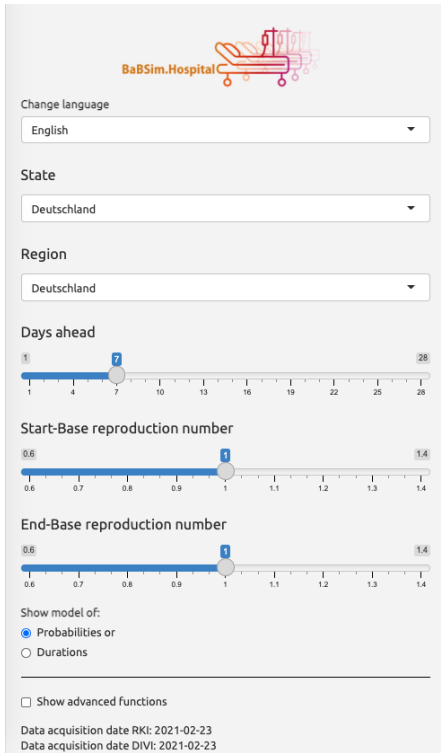 BaBSim.Hospital
Change language
English
State
Deutschland
Region
Deutschland
Days ahead
1 7 28
1 4 7 10 13 16 19 22 25 28
Start-Base reproduction number
0.6 1 1.4
0.6 0.7 0.8 0.9 1 1.1 1.2 1.3 1.4
End-Base reproduction number
0.6 1 1.4
0.6 0.7 0.8 0.9 1 1.1 1.2 1.3 1.4
Show model of:
Probabilities or
Durations
Show advanced functions
Data acquisition date RKI: 2021-02-23
Data acquisition date DIVI: 2021-02-23